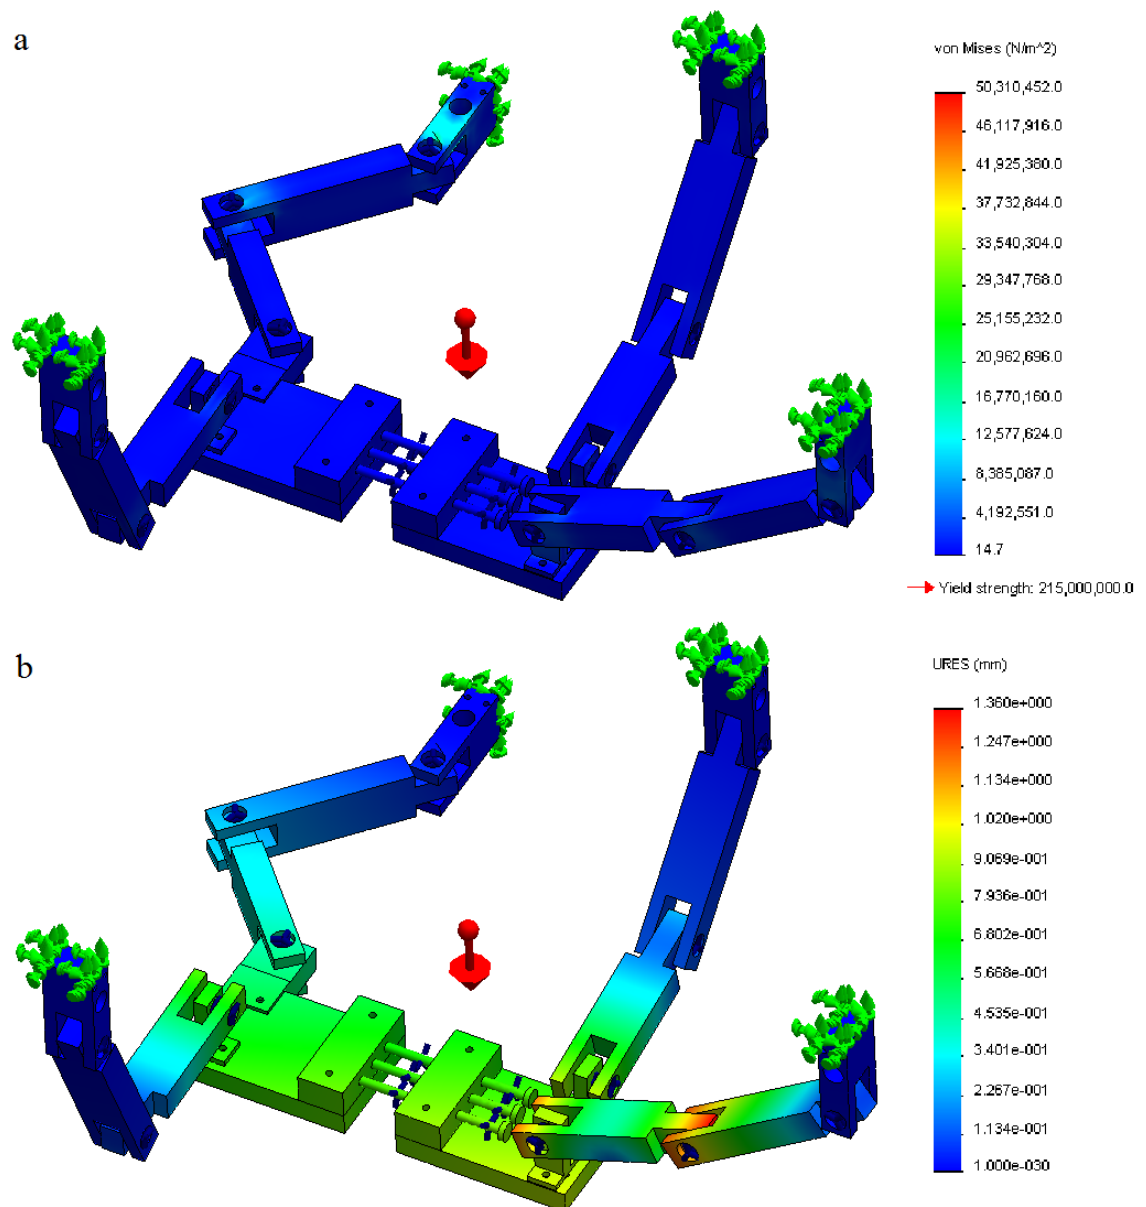 a
von Mises (N/m^2)
50,310,452.0
46,117,916.0
41,925,380.0
37,732,844.0
33,540,304.0
29,347,768.0
25,155,232.0
20,962,696.0
16,770,160.0
12,577,624.0
8,385,087.0
4,192,551.0
14.7
Yield strength: 215,000,000.0
b
URES (mm)
1.360e+000
1.247e+000
1.134e+000
1.020e+000
9.069e-001
7.936e-001
6.802e-001
5.668e-001
4.535e-001
3.401e-001
2.267e-001
1.134e-001
1.000e-030